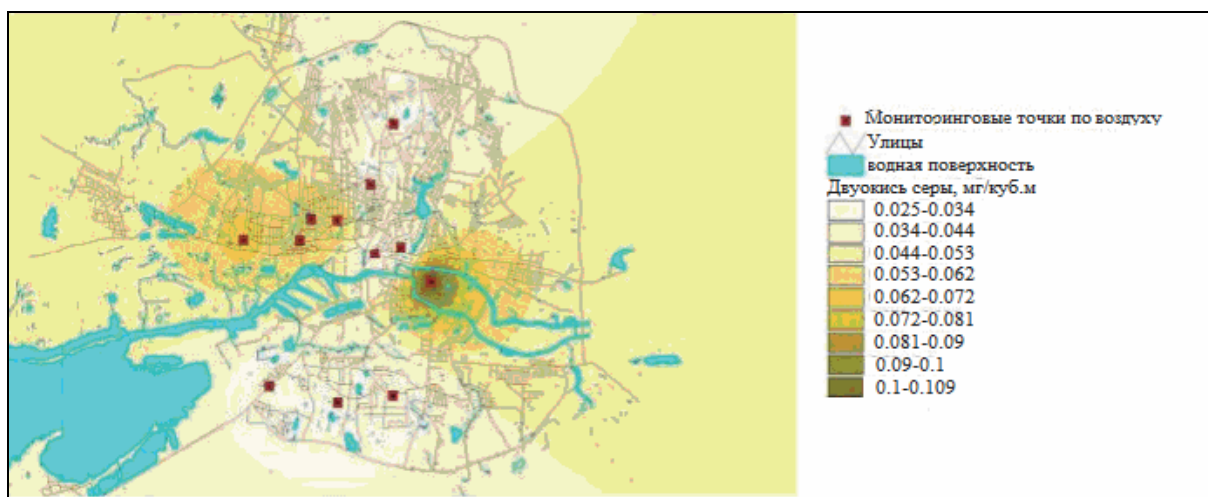 Мониторинговые точки по воздуху
Улицы
водная поверхность
Двуокись серы, мг/куб.м
0.025-0.034
0.034-0.044
0.044-0.053
0.053-0.062
0.062-0.072
0.072-0.081
0.081-0.09
0.09-0.1
0.1-0.109